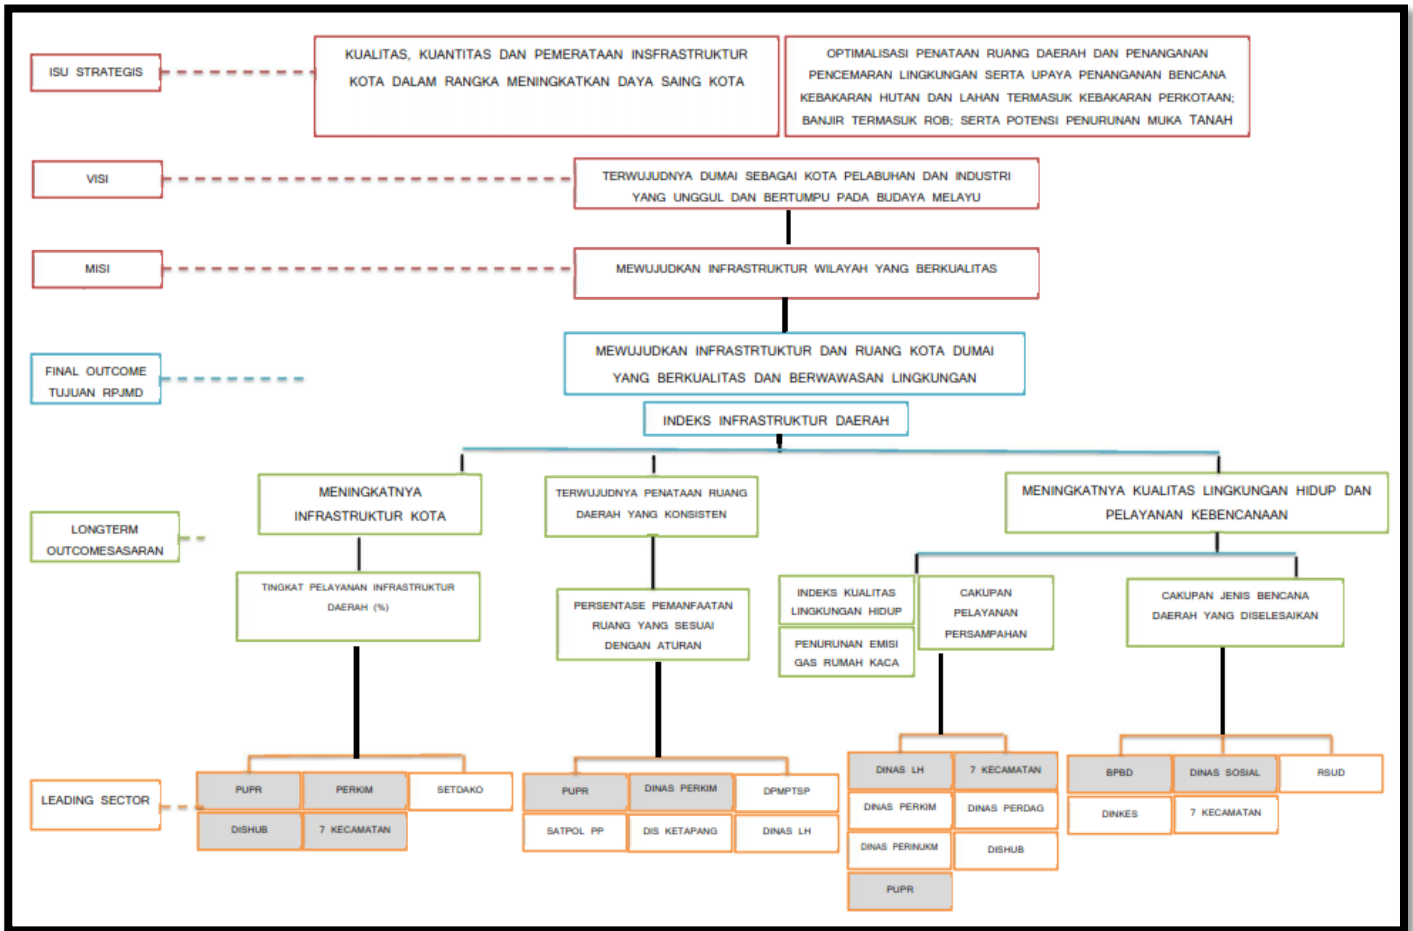 ISU STRATEGIS
KUALITAS, KUANTITAS DAN PEMERATAAN INSFRASTRUKTUR
KOTA DALAM RANGKA MENINGKATKAN DAYA SAING KOTA
OPTIMALISASI PENATAAN RUANG DAERAH DAN PENANGANAN
PENCEMARAN LINGKUNGAN SERTA UPAYA PENANGANAN BENCANA
KEBAKARAN HUTAN DAN LAHAN TERMASUK KEBAKARAN PERKOTAAN;
BANJIR TERMASUK ROB; SERTA POTENSI PENURUNAN MUKA TANAH
VISI
TERWUJUDNYA DUMAI SEBAGAI KOTA PELABUHAN DAN INDUSTRI
YANG UNGGUL DAN BERTUMPU PADA BUDAYA MELAYU
MISI
MEWUJUDKAN INFRASTRUKTUR WILAYAH YANG BERKUALITAS
FINAL OUTCOME
TUJUAN RPJMD
MEWUJUDKAN INFRASTRTUKTUR DAN RUANG KOTA DUMAI
YANG BERKUALITAS DAN BERWAWASAN LINGKUNGAN
INDEKS INFRASTRUKTUR DAERAH
LONGTERM
OUTCOMESASARAN
MENINGKATNYA
INFRASTRUKTUR KOTA
TERWUJUDNYA PENATAAN RUANG
DAERAH YANG KONSISTEN
MENINGKATNYA KUALITAS LINGKUNGAN HIDUP DAN
PELAYANAN KEBENCANAAN
TINGKAT PELAYANAN INFRASTRUKTUR
DAERAH (%)
PERSENTASE PEMANFAATAN
RUANG YANG SESUAI
DENGAN ATURAN
INDEKS KUALITAS
LINGKUNGAN HIDUP
PENURUNAN EMISI
GAS RUMAH KACA
CAKUPAN
PELAYANAN
PERSAMPAHAN
CAKUPAN JENIS BENCANA
DAERAH YANG DISELESAIKAN
LEADING SECTOR
PUPR
PERKIM
SETDAKO
DISHUB
7 KECAMATAN
PUPR
DINAS PERKIM
DPMPTSP
SATPOL PP
DIS KETAPANG
DINAS LH
DINAS LH
7 KECAMATAN
DINAS PERKIM
DINAS PERDAG
DINAS PERINUKM
DISHUB
PUPR
BPBD
DINAS SOSIAL
RSUD
DINKES
7 KECAMATAN